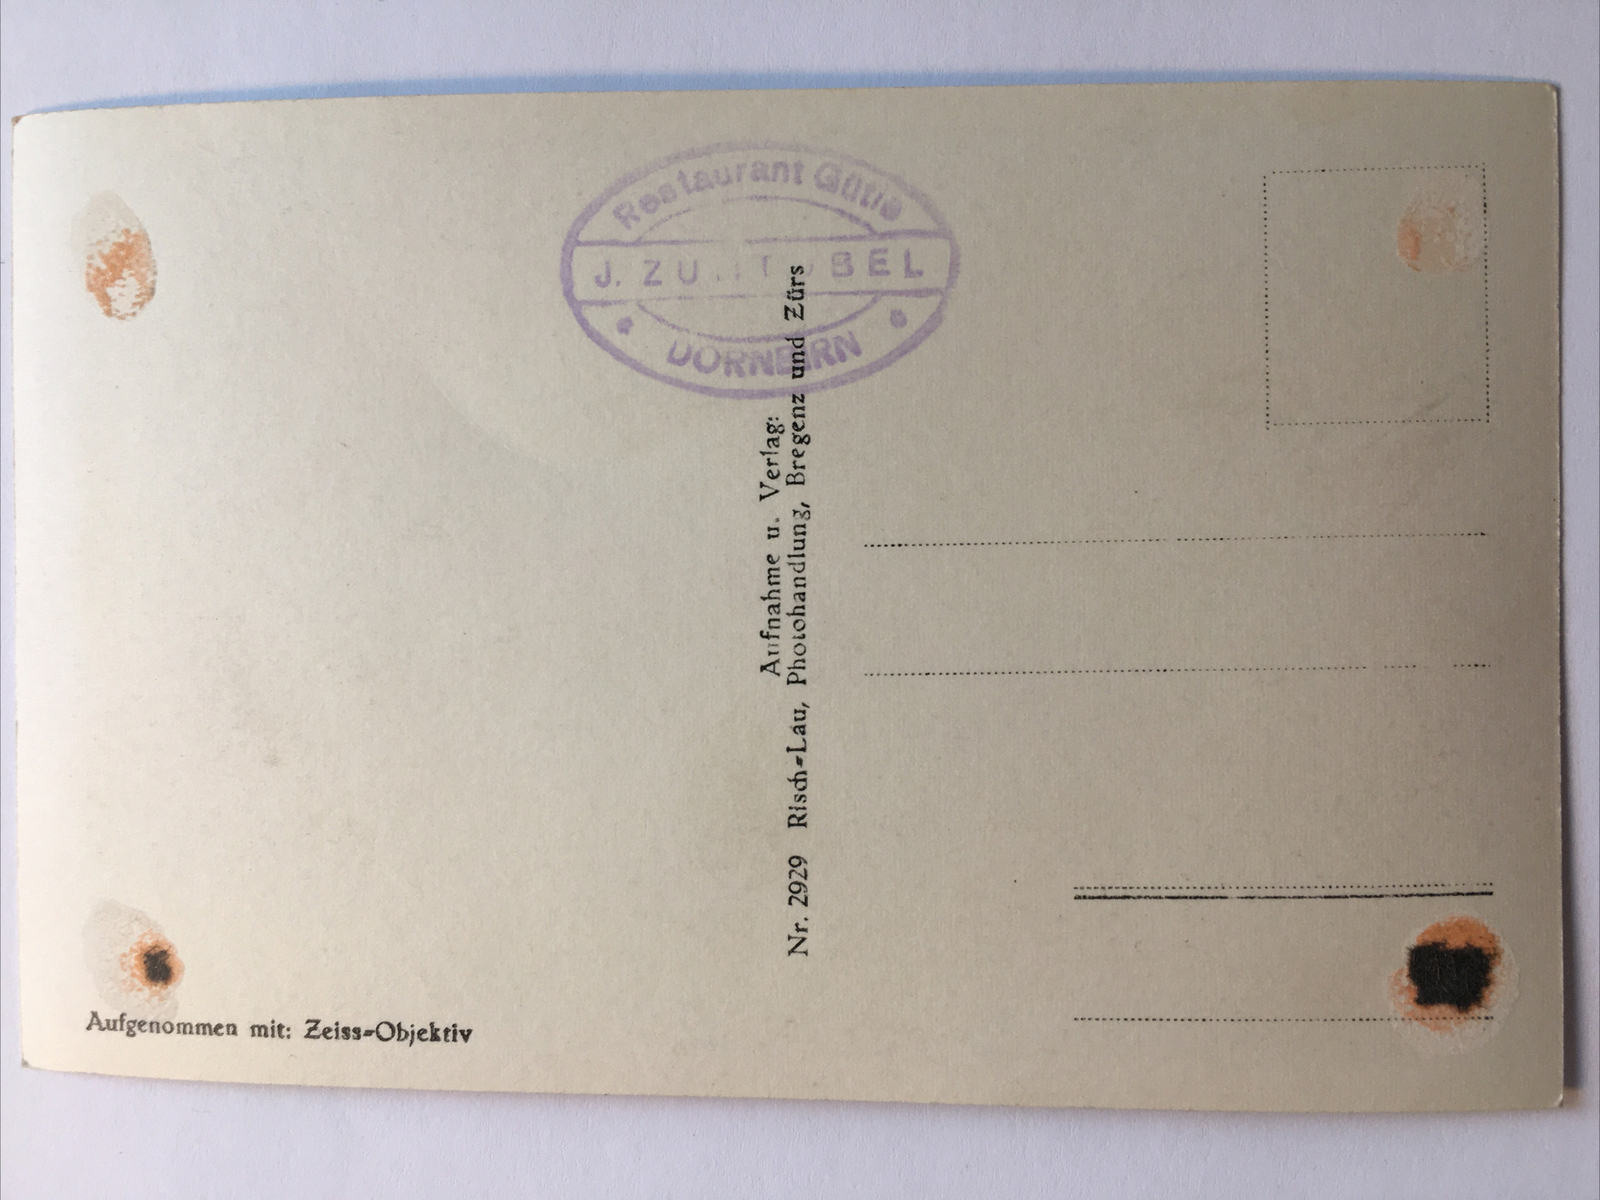 Restaurant Gütle
J. ZU
BEL
DORNBIRN
Aufnahme u. Verlag:
Nr. 2929 Risch-Lau, Photohandlung, Bregenz und Zürs
Aufgenommen mit: Zeiss-Objektiv